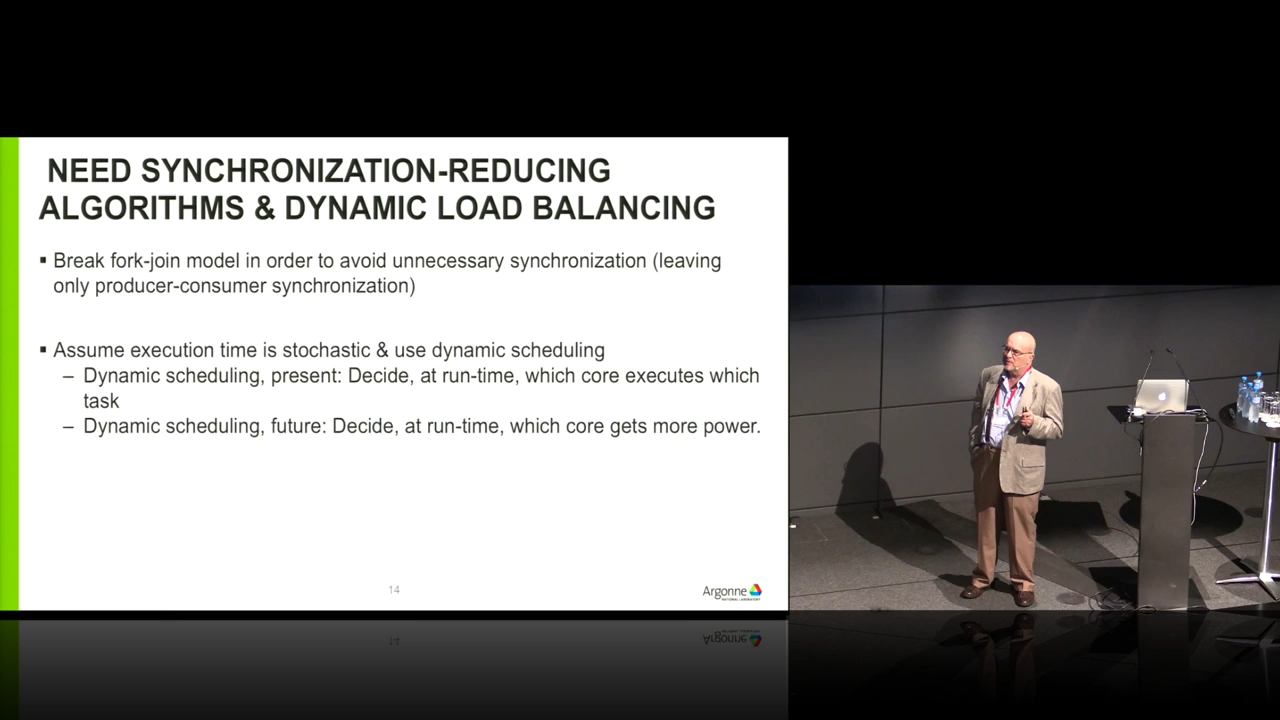 NEED SYNCHRONIZATION-REDUCING
ALGORITHMS & DYNAMIC LOAD BALANCING
▪ Break fork-join model in order to avoid unnecessary synchronization (leaving
only producer-consumer synchronization)
▪ Assume execution time is stochastic & use dynamic scheduling
– Dynamic scheduling, present: Decide, at run-time, which core executes which
task
– Dynamic scheduling, future: Decide, at run-time, which core gets more power.
14
Argonne
NATIONAL LABORATORY